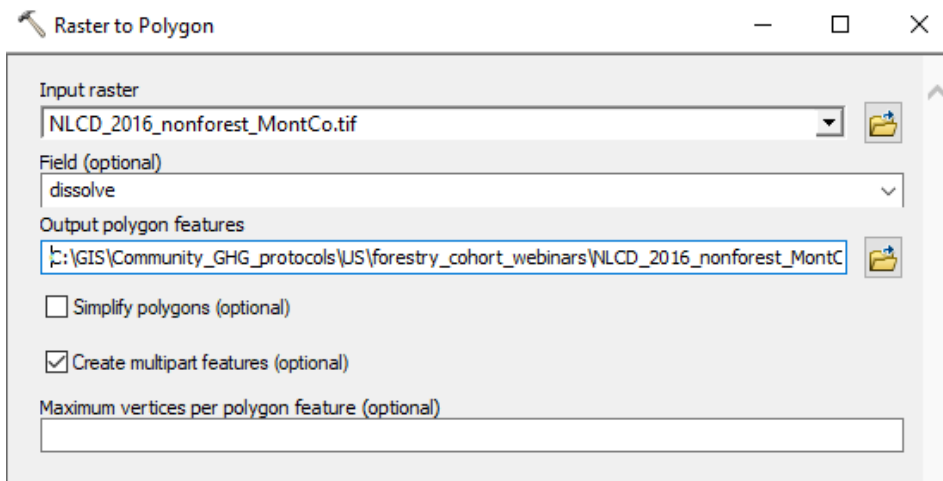 Raster to Polygon
Input raster
NLCD_2016_nonforest_MontCo.tif
Field (optional)
dissolve
Output polygon features
C:\GIS\Community_GHG_protocols\US\forestry_cohort_webinars\NLCD_2016_nonforest_MontC
Simplify polygons (optional)
Create multipart features (optional)
Maximum vertices per polygon feature (optional)